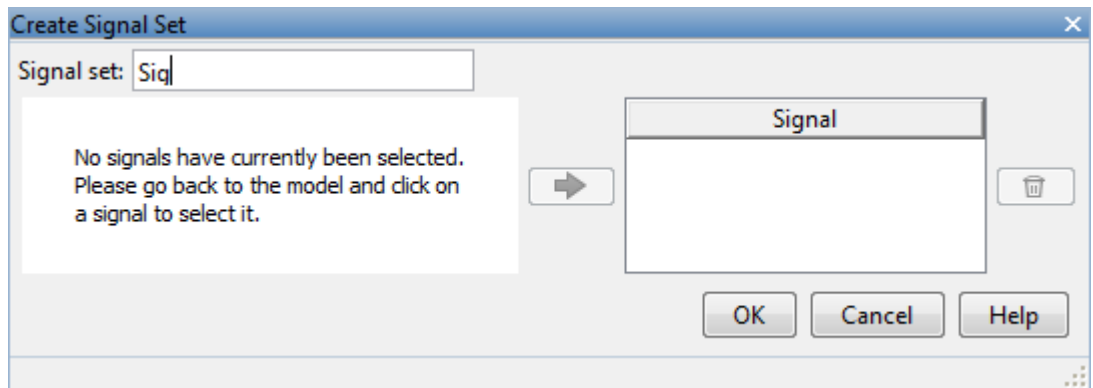 Create Signal Set
Signal set: Sig
No signals have currently been selected.
Please go back to the model and click on
a signal to select it.
Signal
OK Cancel Help